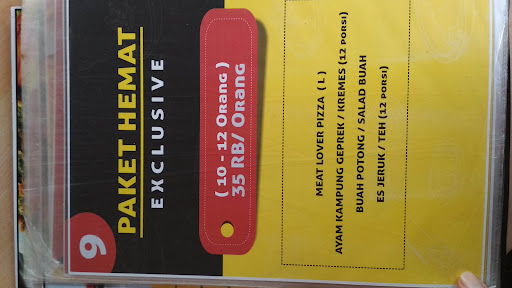 9
PAKET HEMAT
EXCLUSIVE
( 10 - 12 ORANG )
35 RB/ ORANG
MEAT LOVER PIZZA ( L )
AYAM KAMPUNG GEPREK / KREMES (12 PORSI)
BUAH POTONG / SALAD BUAH
ES JERUK / TEH (12 PORSI)